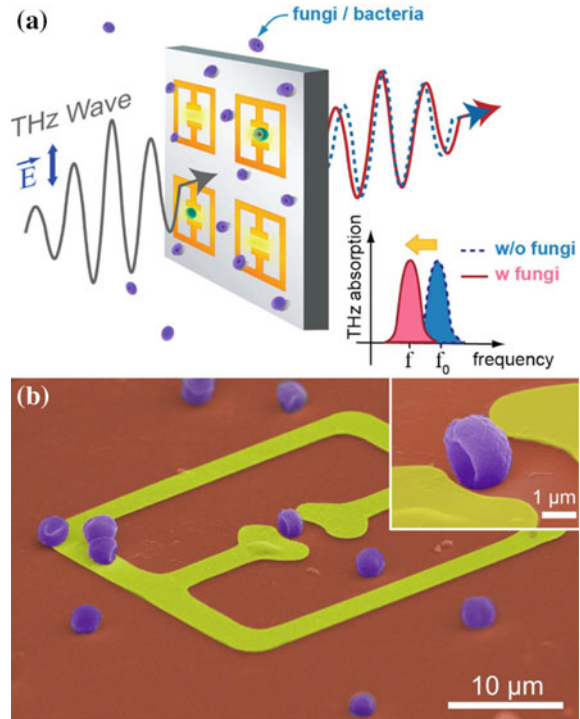 (a)
fungi / bacteria
THz Wave
E
THz absorption
w/o fungi
w fungi
f
f0
frequency
(b)
1 µm
10 µm